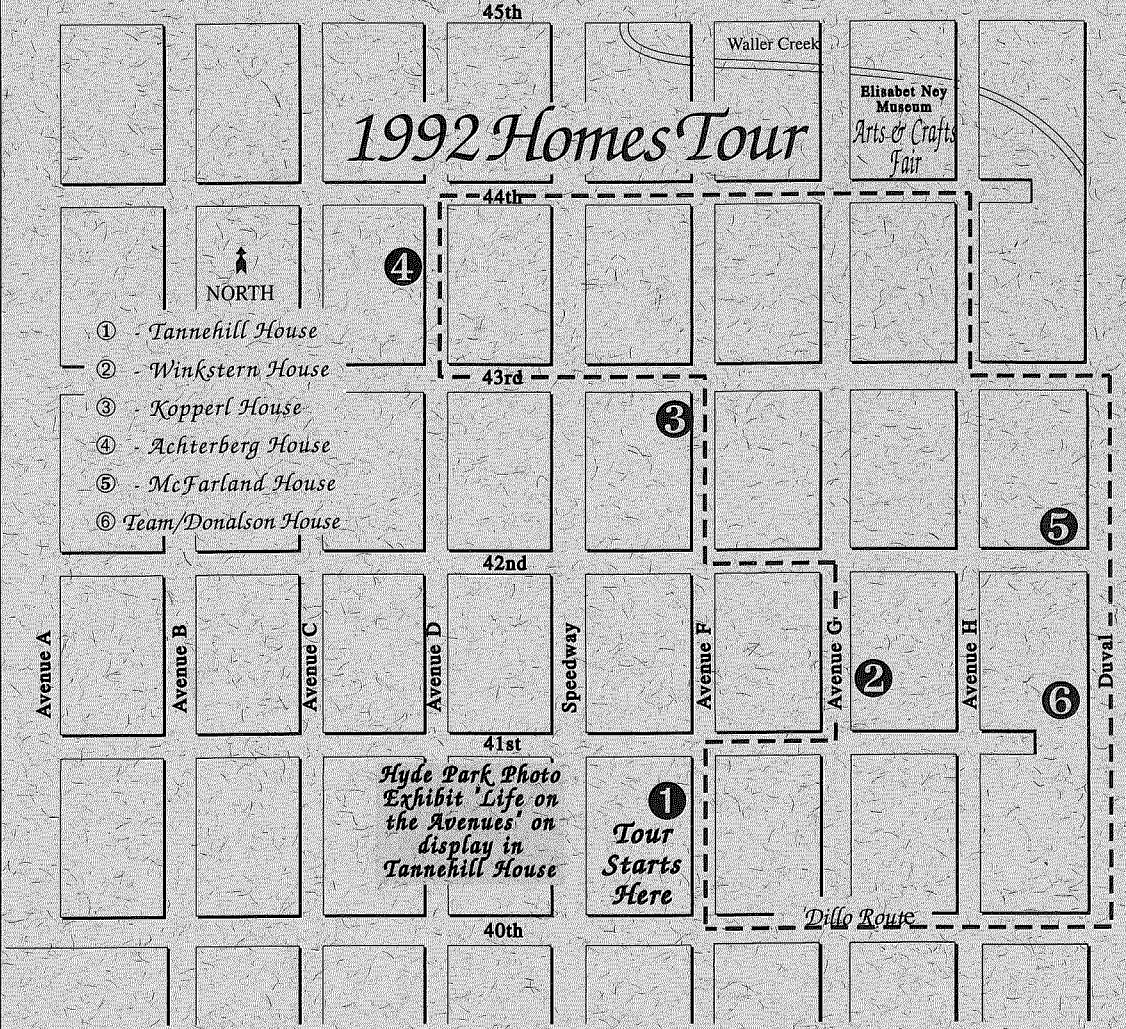 45th
Waller Creek
Elisabet Ney
Museum
Arts & Crafts
Fair
1992 Homes Tour
44th
4
NORTH
① - Tannehill House
② - Winkstern House
③ - Kopperl House
④ - Achterberg House
⑤ - McFarland House
⑥ Team/Donalson House
43rd
3
5
42nd
Avenue A
Avenue B
Avenue C
Avenue D
Speedway
Avenue F
Avenue G
2
Avenue H
6
Duval
41st
Hyde Park Photo
Exhibit 'Life on
the Avenues' on
display in
Tannehill House
1
Tour
Starts
Here
Dillo Route
40th